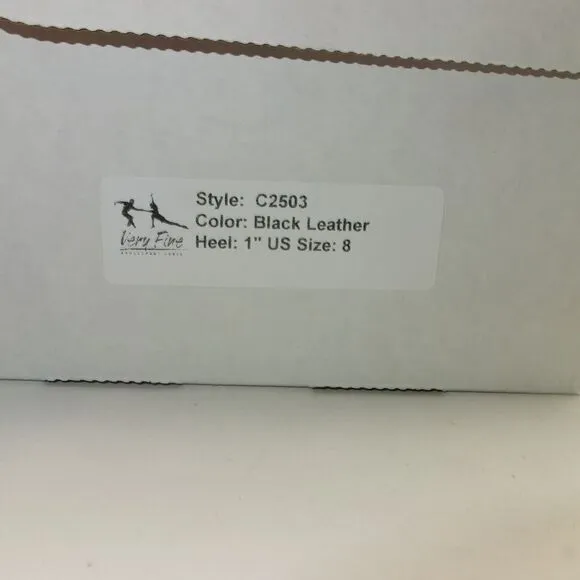 Style: C2503
Color: Black Leather
Heel: 1" US Size: 8
Very Fine